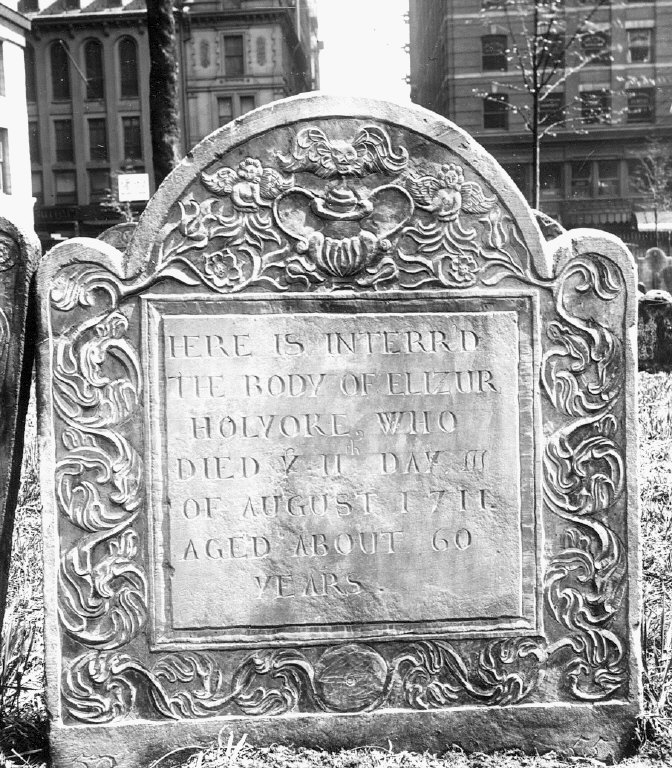 HERE IS INTERR'D
THE BODY OF ELIZUR
HOLYOKE, WHO
DIED Yᵉ 11ᵗʰ DAY
OF AUGUST 1711.
AGED ABOUT 60
YEARS.